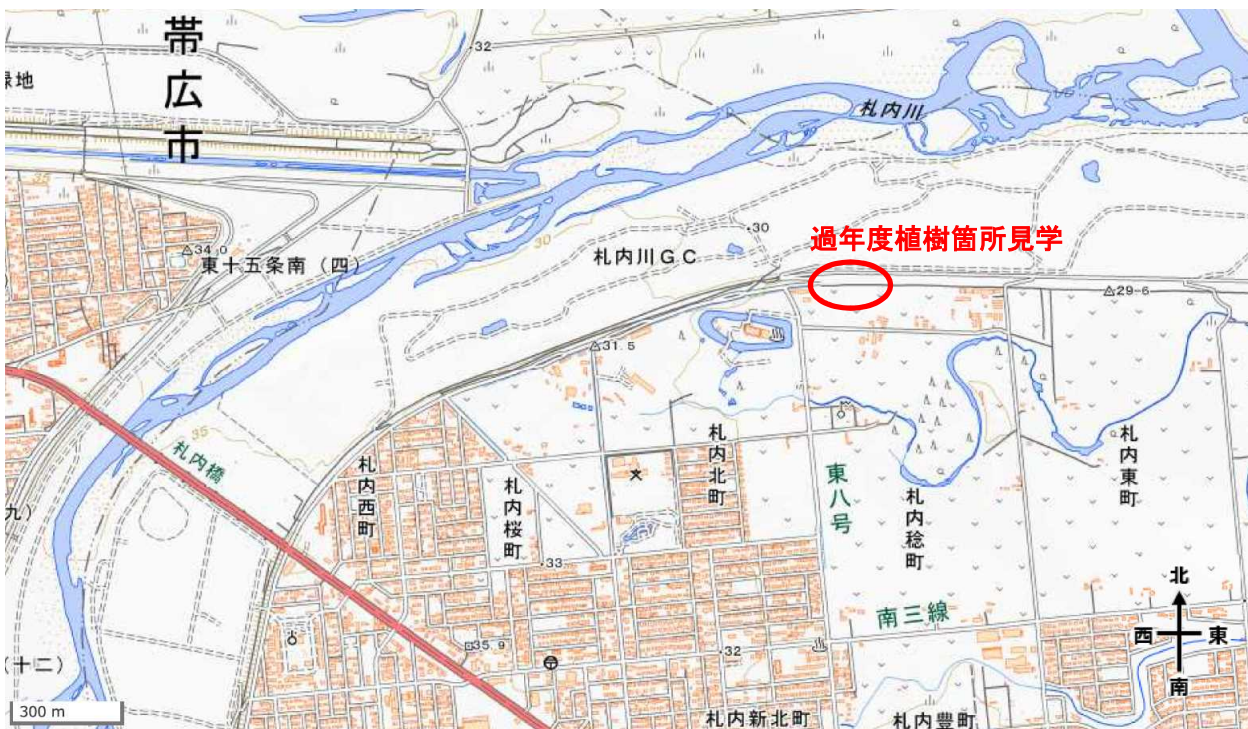 帯広市
・32
緑地
札内川
△34.0
東十五条南（四）
30
札内川GC
・30
過年度植樹箇所見学
△29.6
△31.5
札内橋
札内西町
札内桜町
札内北町
東八号
札内稔町
札内東町
九）
・33
南三線
北
西
東
南
（十二）
35.9
・32
300 m
札内新北町
札内豊町